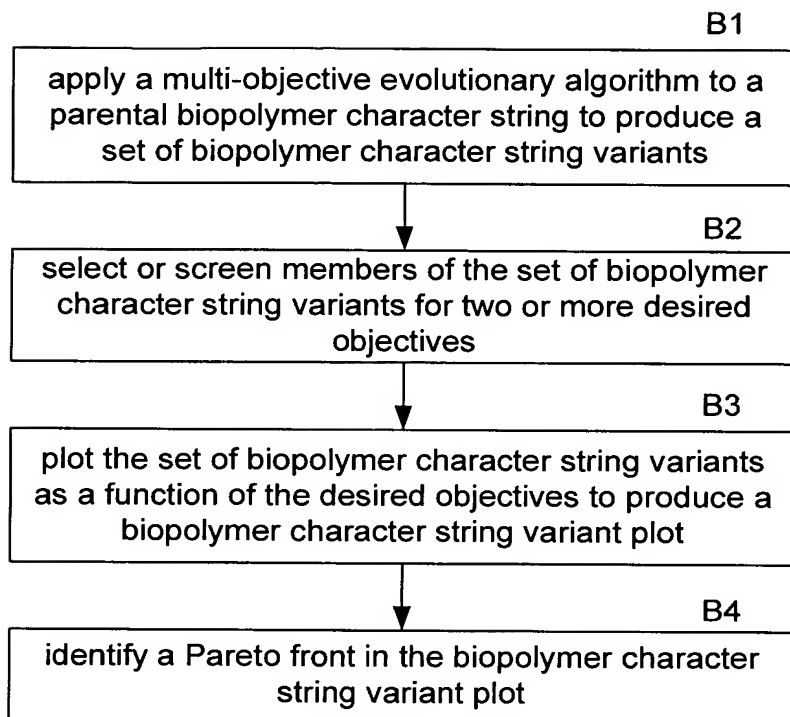 B1
apply a multi-objective evolutionary algorithm to a
parental biopolymer character string to produce a
set of biopolymer character string variants
B2
select or screen members of the set of biopolymer
character string variants for two or more desired
objectives
B3
plot the set of biopolymer character string variants
as a function of the desired objectives to produce a
biopolymer character string variant plot
B4
identify a Pareto front in the biopolymer character
string variant plot